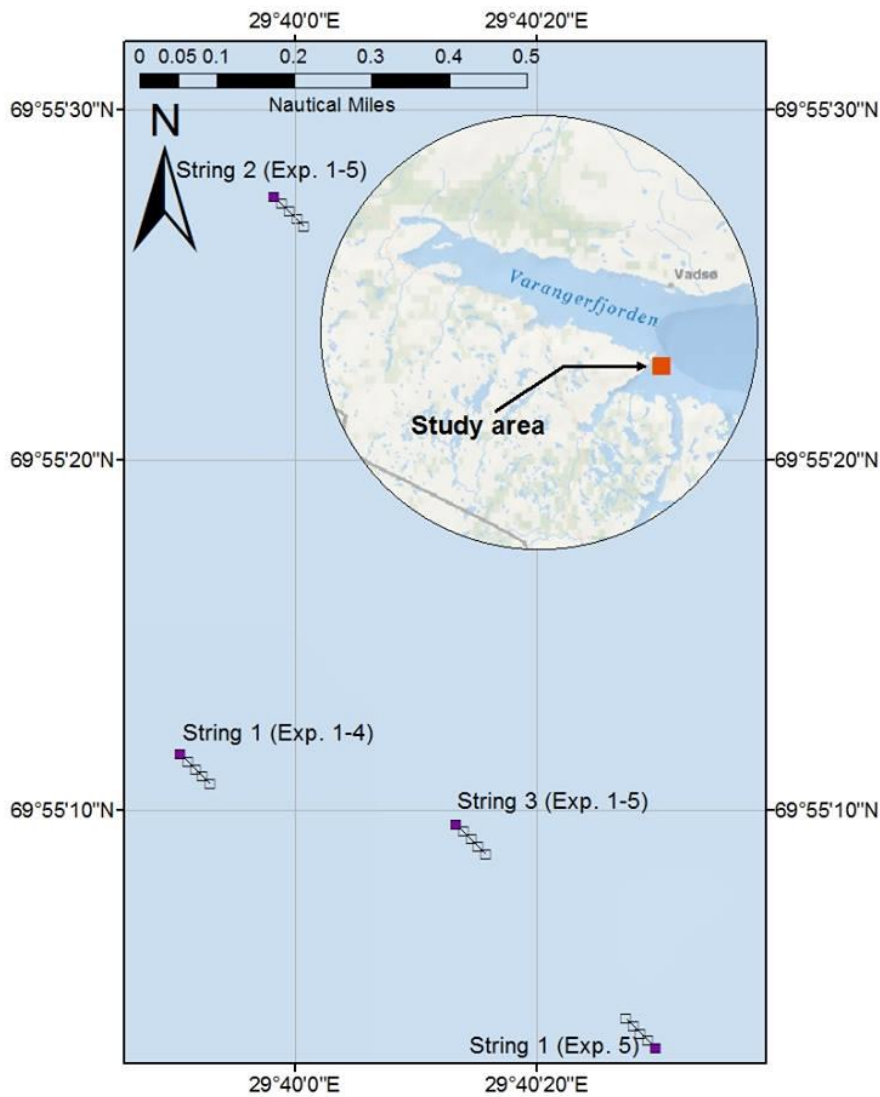 29°40'0"E 29°40'20"E
0 0.05 0.1 0.2 0.3 0.4 0.5
Nautical Miles
69°55'30"N 69°55'30"N
N
String 2 (Exp. 1-5)
Vadsø
Varangerfjorden
Study area
69°55'20"N 69°55'20"N
String 1 (Exp. 1-4)
String 3 (Exp. 1-5)
69°55'10"N 69°55'10"N
String 1 (Exp. 5)
29°40'0"E 29°40'20"E